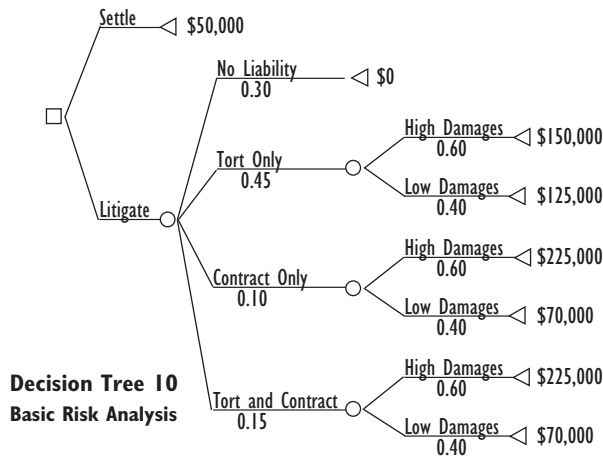 Settle
$50,000
No Liability
0.30
$0
High Damages
0.60
$150,000
Tort Only
0.45
Low Damages
0.40
$125,000
Litigate
High Damages
0.60
$225,000
Contract Only
0.10
Low Damages
0.40
$70,000
High Damages
0.60
$225,000
Tort and Contract
0.15
Low Damages
0.40
$70,000
Decision Tree 10
Basic Risk Analysis